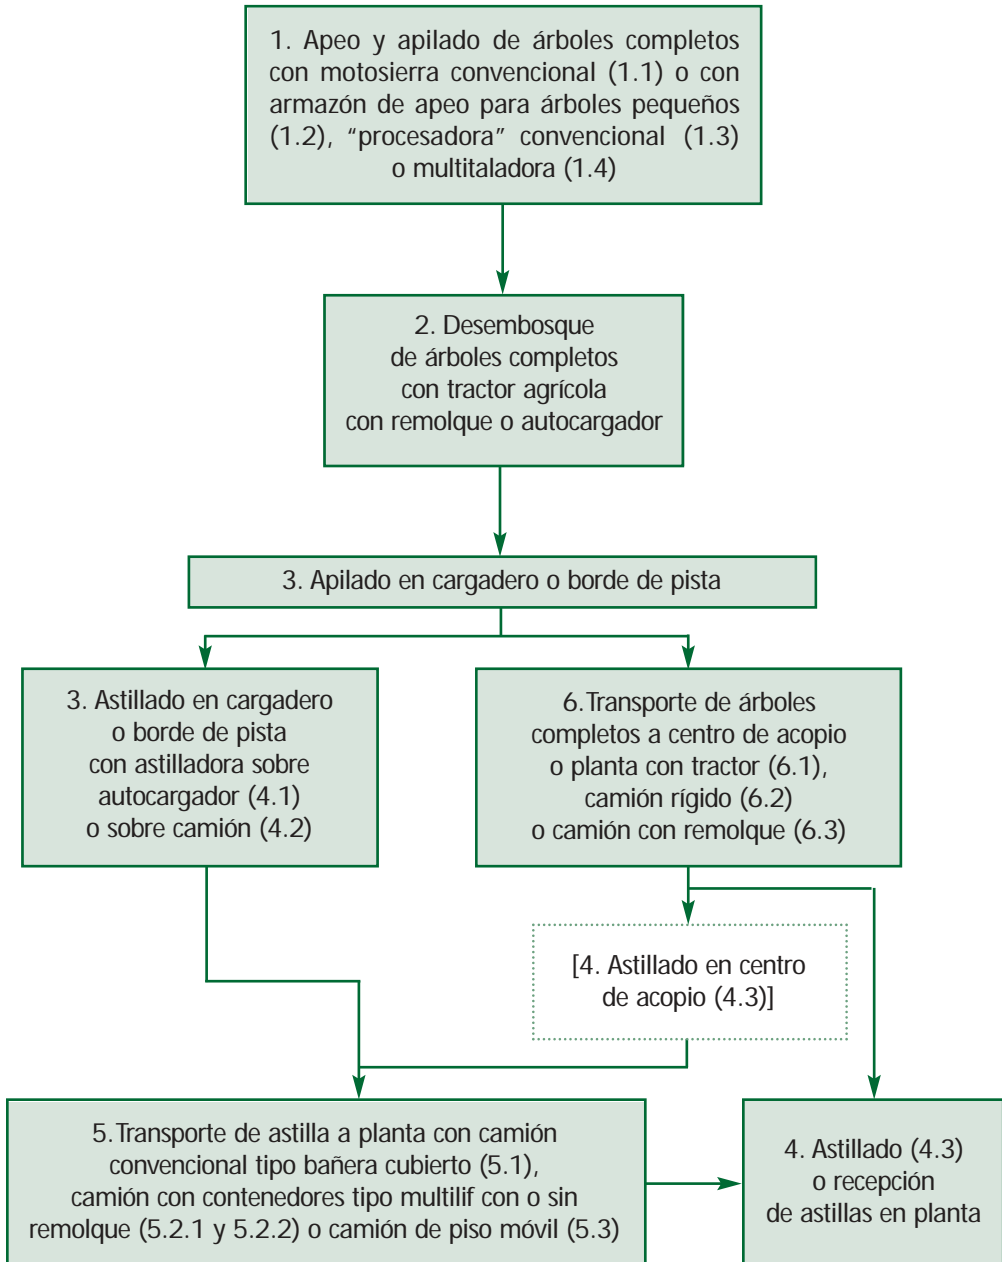 1. Apeo y apilado de árboles completos
con motosierra convencional (1.1) o con
armazón de apeo para árboles pequeños
(1.2), “procesadora” convencional (1.3)
o multitaladora (1.4)
2. Desembosque
de árboles completos
con tractor agrícola
con remolque o autocargador
3. Apilado en cargadero o borde de pista
3. Astillado en cargadero
o borde de pista
con astilladora sobre
autocargador (4.1)
o sobre camión (4.2)
6. Transporte de árboles
completos a centro de acopio
o planta con tractor (6.1),
camión rígido (6.2)
o camión con remolque (6.3)
[4. Astillado en centro
de acopio (4.3)]
5. Transporte de astilla a planta con camión
convencional tipo bañera cubierto (5.1),
camión con contenedores tipo multilif con o sin
remolque (5.2.1 y 5.2.2) o camión de piso móvil (5.3)
4. Astillado (4.3)
o recepción
de astillas en planta